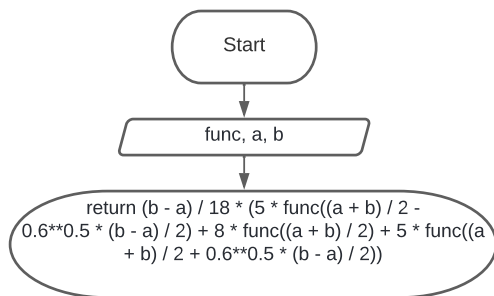 Start
func, a, b
return (b - a) / 18 * (5 * func((a + b) / 2 -
0.6**0.5 * (b - a) / 2) + 8 * func((a + b) / 2) + 5 * func((a
+ b) / 2 + 0.6**0.5 * (b - a) / 2))